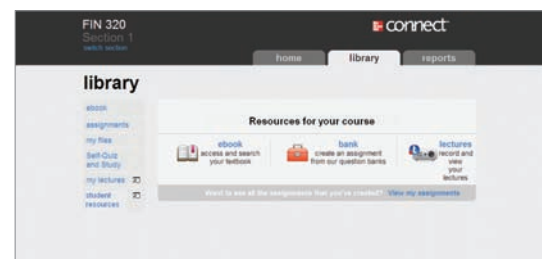 FIN 320
Section 1
switch section
connect
home
library
reports
library
ebook
assignments
my files
Self-Quiz
and Study
my lectures
student
resources
Resources for your course
ebook
access and search
your textbook
bank
create an assignment
from our question banks
lectures
record and
view
your
lectures
Want to see all the assignments that you've created? View my assignments